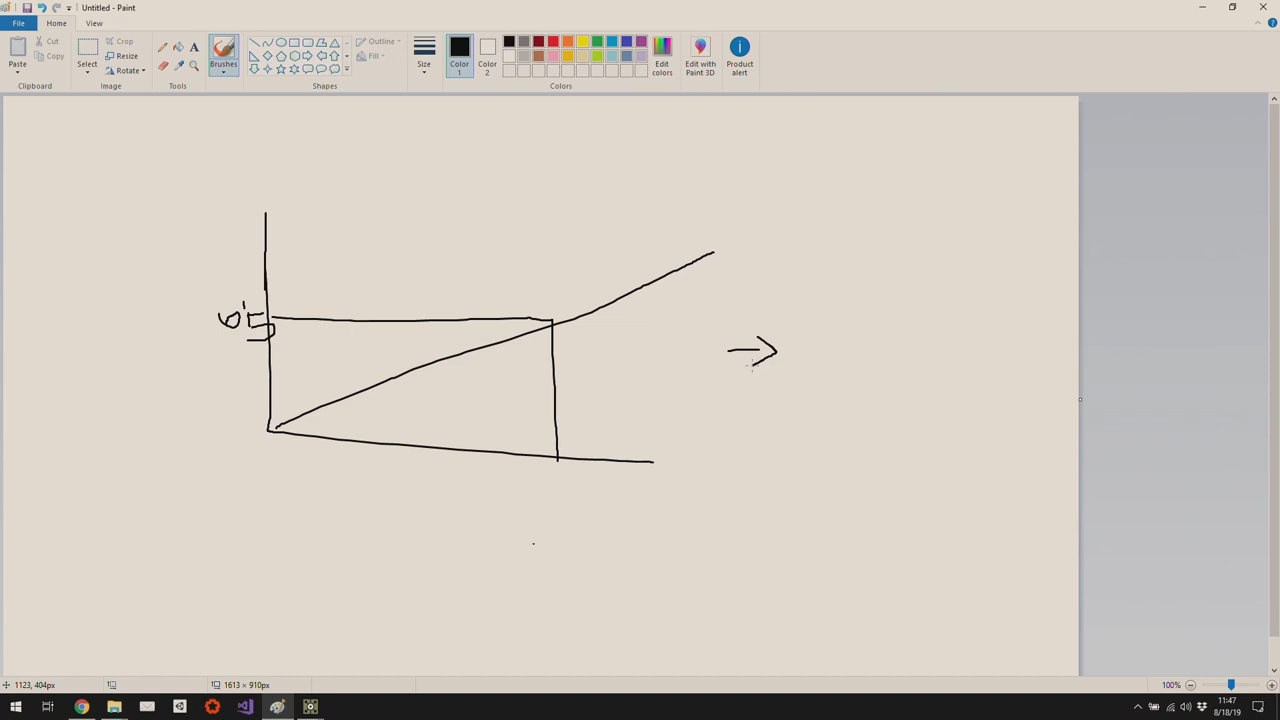 Untitled - Paint
File Home View
Paste Cut Copy Clipboard
Select Crop Resize Rotate Image
Tools
Brushes
Outline Fill Shapes
Size
Color 1
Color 2
Edit colors
Edit with Paint 3D
Product alert
Colors
1123, 404px
1613 × 910px
100%
11:47
8/18/19